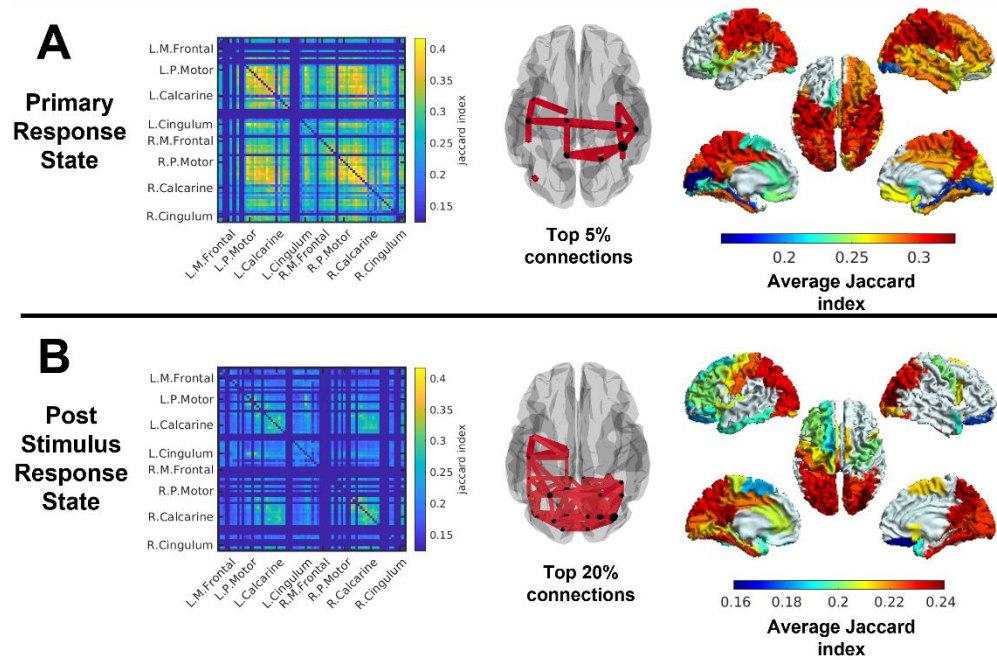 A
Primary
Response
State
L.M.Frontal
L.P.Motor
L.Calcarine
L.Cingulum
R.M.Frontal
R.P.Motor
R.Calcarine
R.Cingulum
L.M.Frontal
L.P.Motor
L.Calcarine
L.Cingulum
R.M.Frontal
R.P.Motor
R.Calcarine
R.Cingulum
0.4
0.35
0.3
0.25
0.2
0.15
jaccard index
Top 5%
connections
0.2
0.25
0.3
Average Jaccard
index
B
Post
Stimulus
Response
State
L.M.Frontal
L.P.Motor
L.Calcarine
L.Cingulum
R.M.Frontal
R.P.Motor
R.Calcarine
R.Cingulum
L.M.Frontal
L.P.Motor
L.Calcarine
L.Cingulum
R.M.Frontal
R.P.Motor
R.Calcarine
R.Cingulum
0.4
0.35
0.3
0.25
0.2
0.15
jaccard index
Top 20%
connections
0.16
0.18
0.2
0.22
0.24
Average Jaccard
index